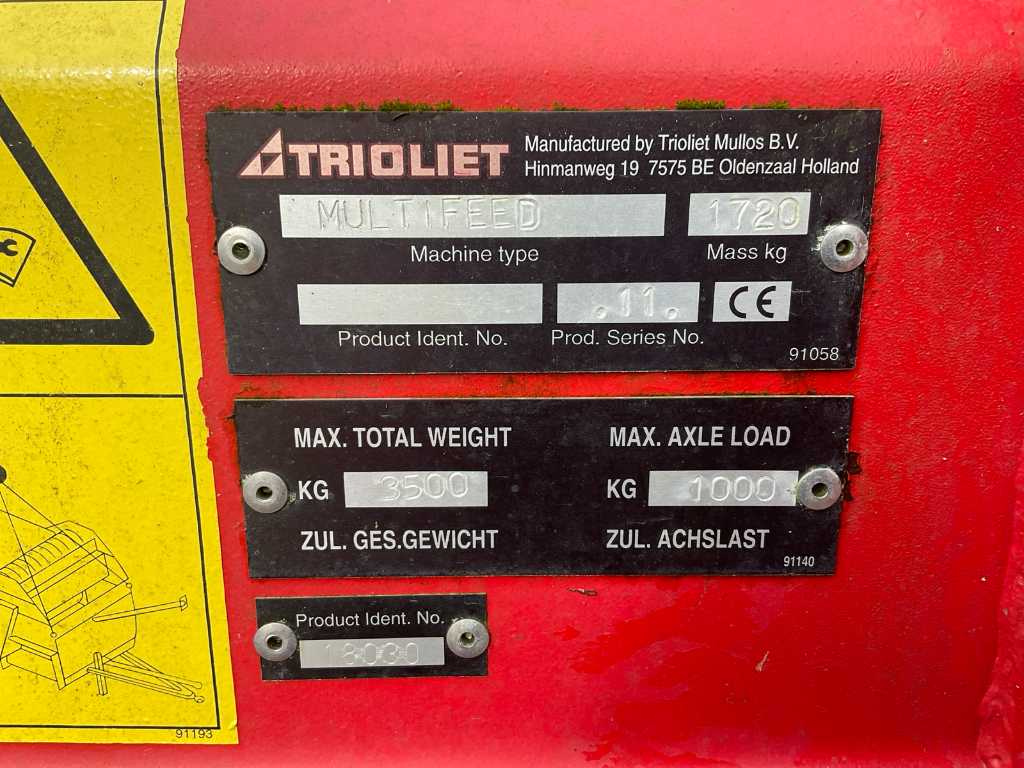 TRIOLIET
Manufactured by Trioliet Mullos B.V.
Hinmanweg 19 7575 BE Oldenzaal Holland
MULTIFEED 1720
Machine type Mass kg
.11. CE
Product Ident. No. Prod. Series No.
91058
MAX. TOTAL WEIGHT MAX. AXLE LOAD
KG 3500 KG 1000
ZUL. GES.GEWICHT ZUL. ACHSLAST
91140
Product Ident. No.
18030
91193